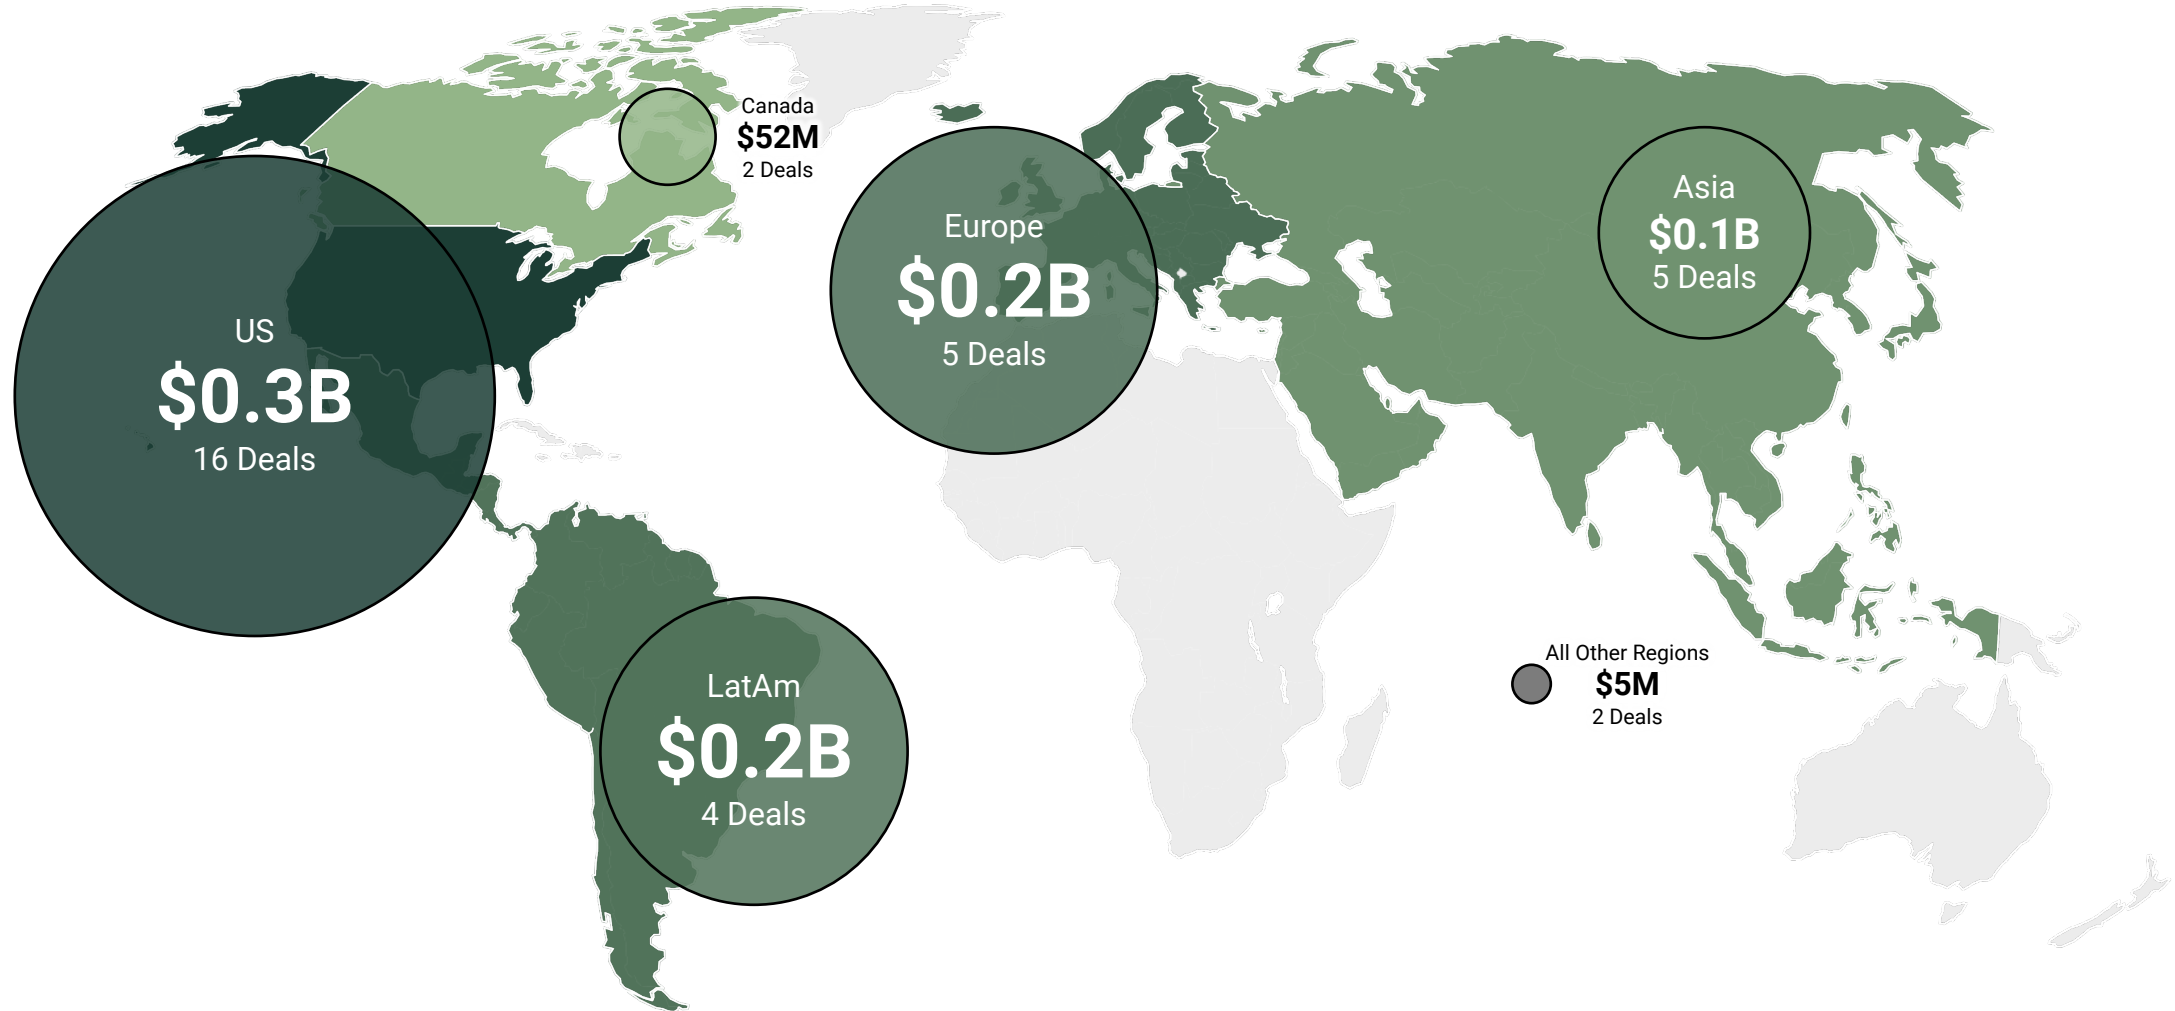 Canada
$52M
2 Deals
US
$0.3B
16 Deals
Europe
$0.2B
5 Deals
Asia
$0.1B
5 Deals
LatAm
$0.2B
4 Deals
All Other Regions
$5M
2 Deals